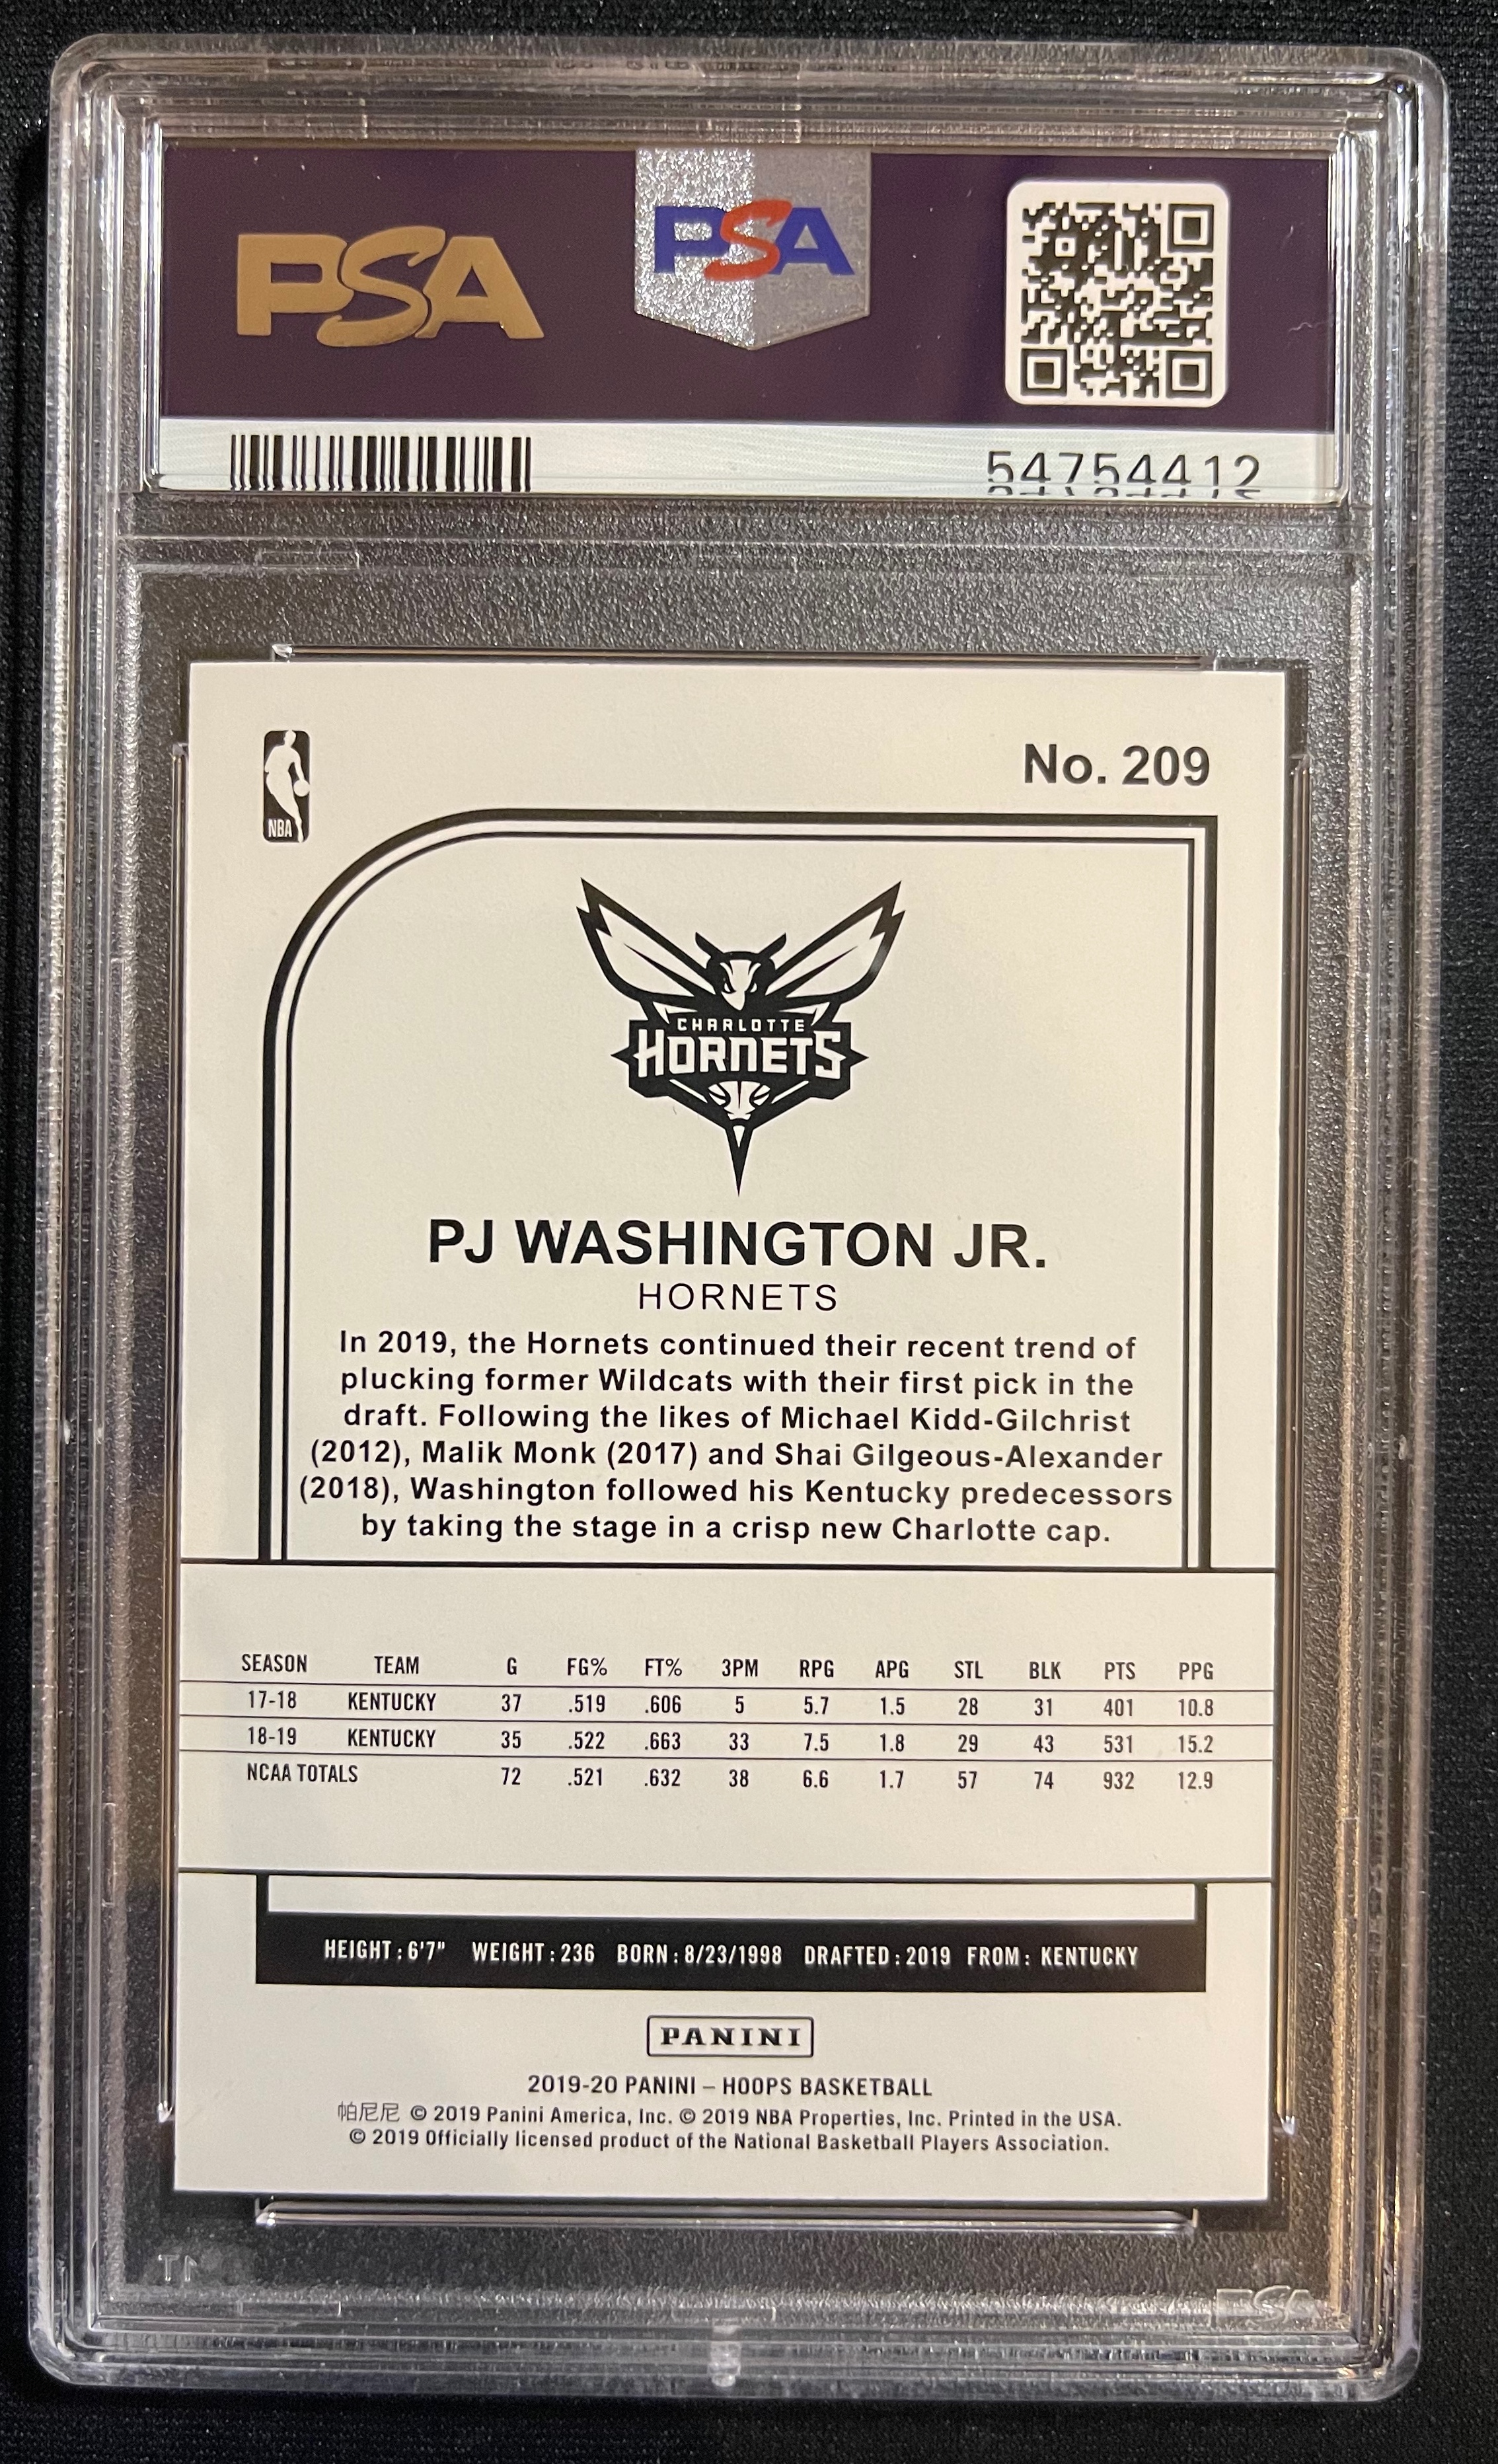 PSA
PSA
54754412
NBA
No. 209
CHARLOTTE
HORNETS
PJ WASHINGTON JR.
HORNETS
In 2019, the Hornets continued their recent trend of
plucking former Wildcats with their first pick in the
draft. Following the likes of Michael Kidd-Gilchrist
(2012), Malik Monk (2017) and Shai Gilgeous-Alexander
(2018), Washington followed his Kentucky predecessors
by taking the stage in a crisp new Charlotte cap.
SEASON TEAM G FG% FT% 3PM RPG APG STL BLK PTS PPG
17-18 KENTUCKY 37 .519 .606 5 5.7 1.5 28 31 401 10.8
18-19 KENTUCKY 35 .522 .663 33 7.5 1.8 29 43 531 15.2
NCAA TOTALS 72 .521 .632 38 6.6 1.7 57 74 932 12.9
HEIGHT: 6'7" WEIGHT: 236 BORN: 8/23/1998 DRAFTED: 2019 FROM: KENTUCKY
PANINI
2019-20 PANINI – HOOPS BASKETBALL
帕尼尼 © 2019 Panini America, Inc. © 2019 NBA Properties, Inc. Printed in the USA.
© 2019 Officially licensed product of the National Basketball Players Association.
PSA